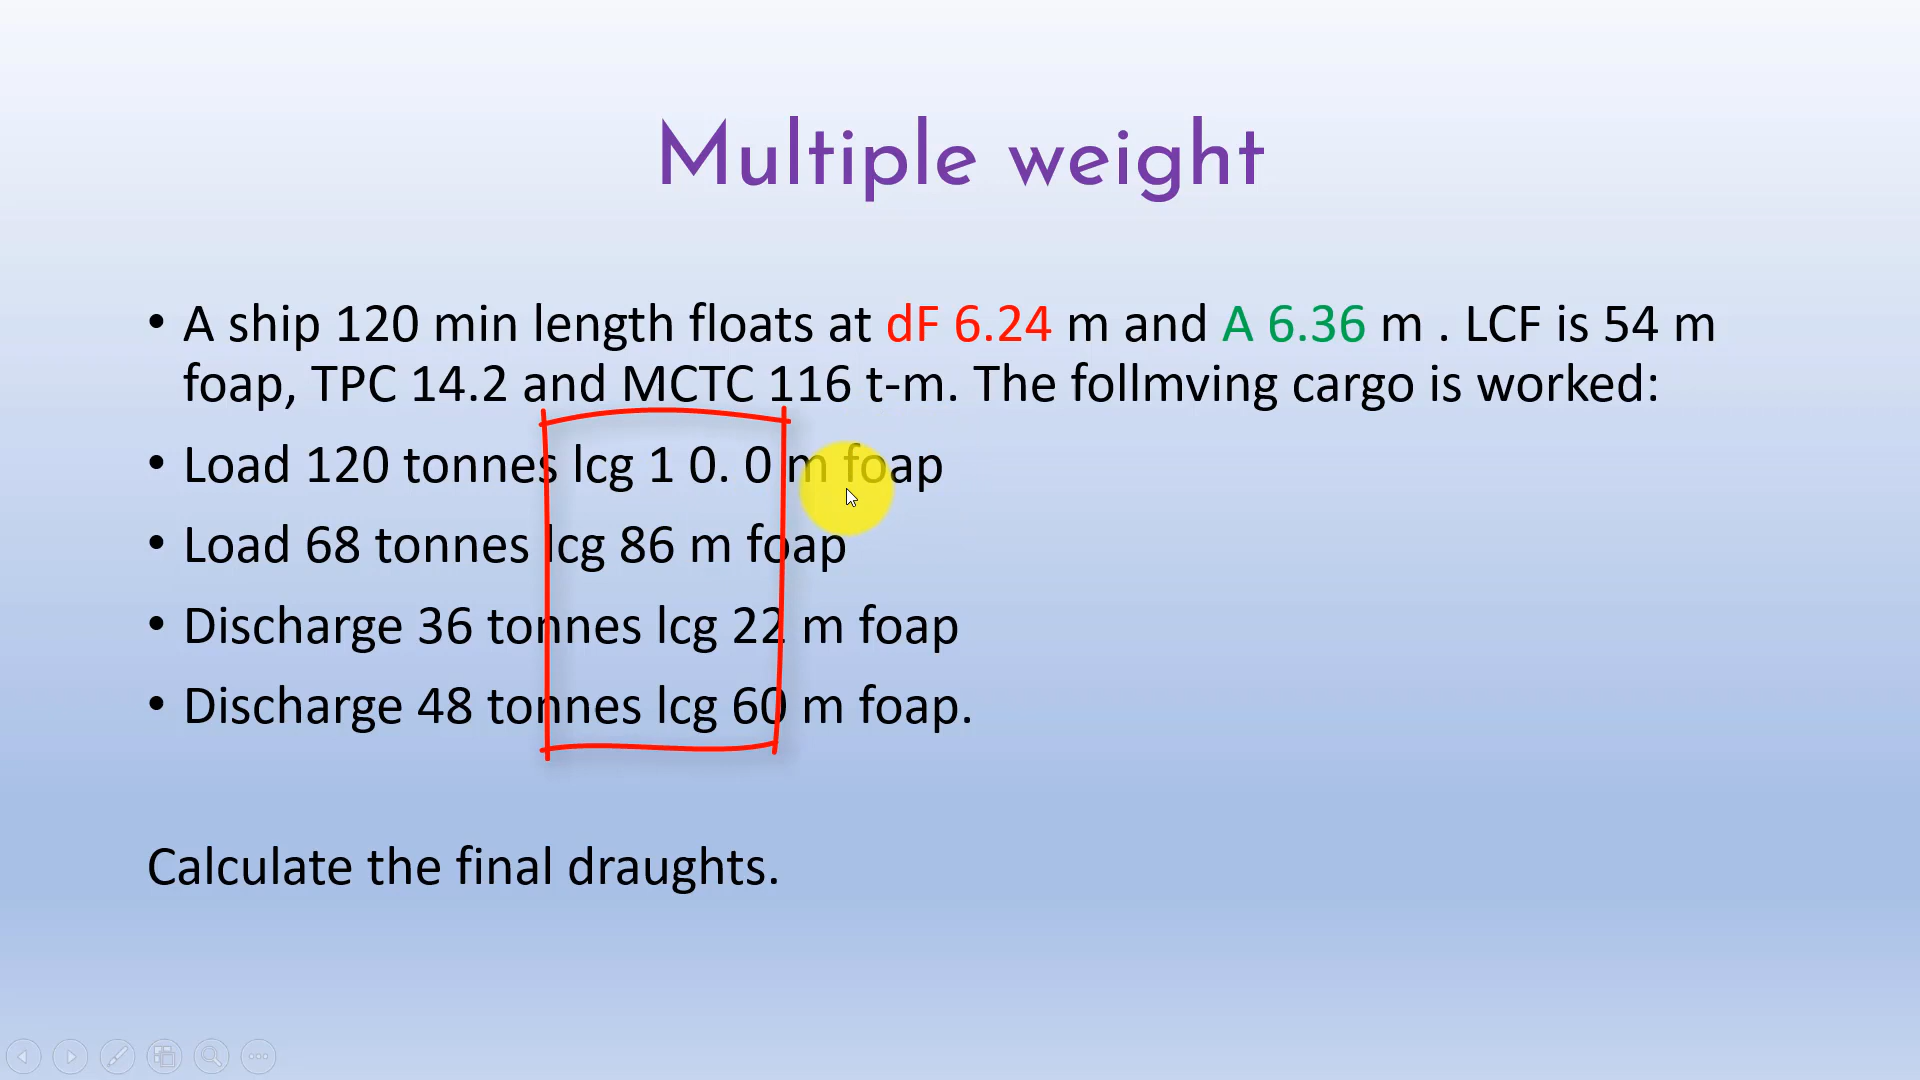 Multiple weight
• A ship 120 min length floats at dF 6.24 m and A 6.36 m . LCF is 54 m
foap, TPC 14.2 and MCTC 116 t-m. The follmving cargo is worked:
• Load 120 tonnes lcg 1 0. 0 m foap
• Load 68 tonnes lcg 86 m foap
• Discharge 36 tonnes lcg 22 m foap
• Discharge 48 tonnes lcg 60 m foap.
Calculate the final draughts.